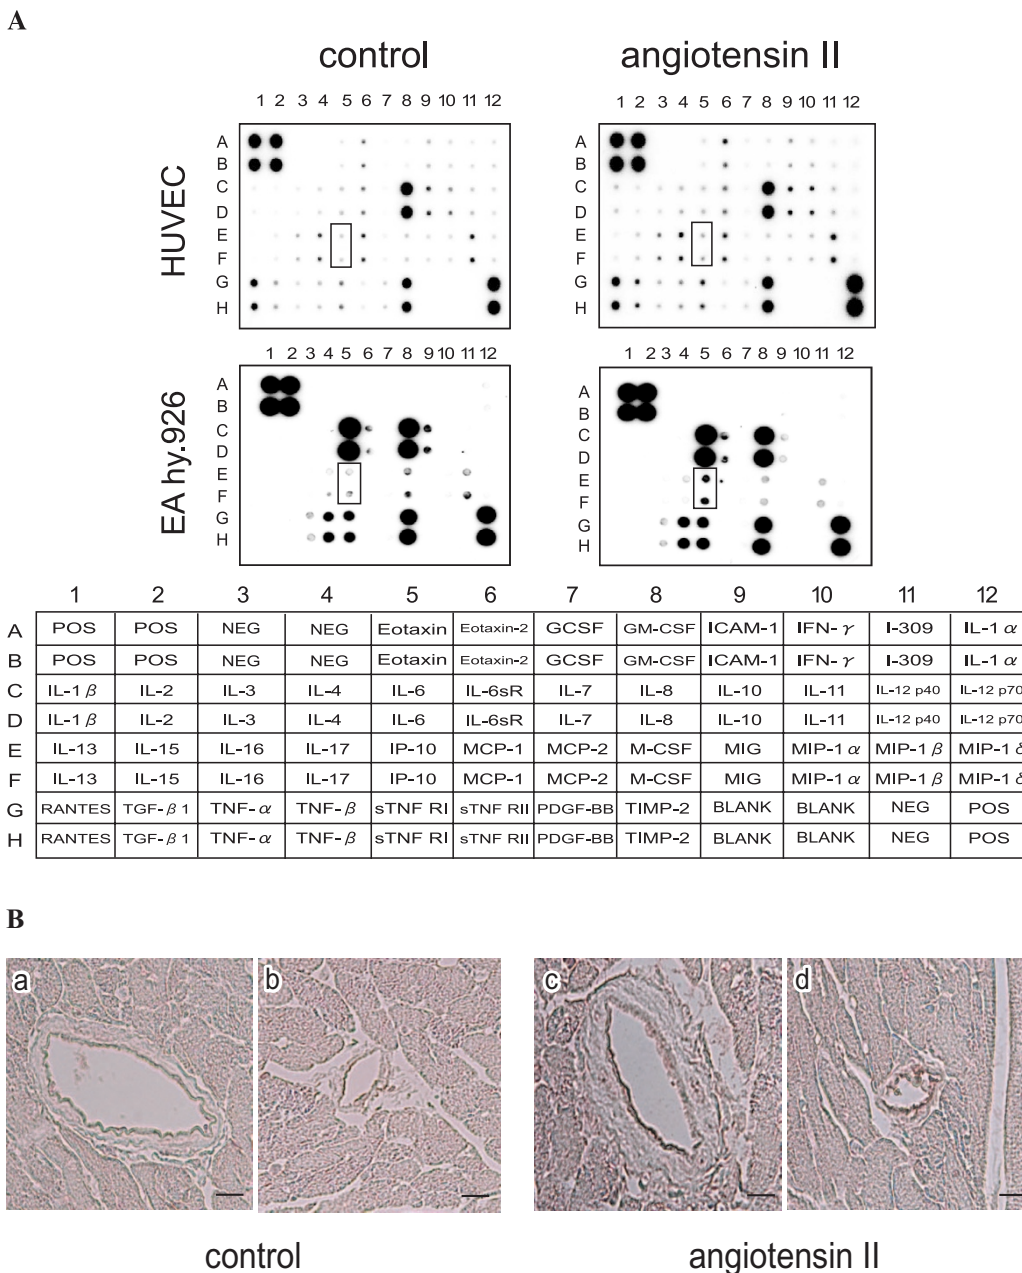 A
control angiotensin II
1 2 3 4 5 6 7 8 9 10 12
1 2 3 4 5 6 7 8 9 10 11 12
HUVEC
A
B
C
D
E
F
G
H
A
B
C
D
E
F
G
H
1 2 3 4 5 6 7 8 9 10 11 12
1 2 3 4 5 6 7 8 9 10 11 12
EA hy.926
A
B
C
D
E
F
G
H
A
B
C
D
E
F
G
H
1 2 3 4 5 6 7 8 9 10 11 12
A POS POS NEG NEG Eotaxin Eotaxin-2 GCSF GM-CSF ICAM-1 IFN-γ I-309 IL-1α
B POS POS NEG NEG Eotaxin Eotaxin-2 GCSF GM-CSF ICAM-1 IFN-γ I-309 IL-1α
C IL-1β IL-2 IL-3 IL-4 IL-6 IL-6sR IL-7 IL-8 IL-10 IL-11 IL-12 p40 IL-12 p70
D IL-1β IL-2 IL-3 IL-4 IL-6 IL-6sR IL-7 IL-8 IL-10 IL-11 IL-12 p40 IL-12 p70
E IL-13 IL-15 IL-16 IL-17 IP-10 MCP-1 MCP-2 M-CSF MIG MIP-1α MIP-1β MIP-1δ
F IL-13 IL-15 IL-16 IL-17 IP-10 MCP-1 MCP-2 M-CSF MIG MIP-1α MIP-1β MIP-1δ
G RANTES TGF-β1 TNF-α TNF-β sTNF RI sTNF RII PDGF-BB TIMP-2 BLANK BLANK NEG POS
H RANTES TGF-β1 TNF-α TNF-β sTNF RI sTNF RII PDGF-BB TIMP-2 BLANK BLANK NEG POS
B
a b c d
control angiotensin II